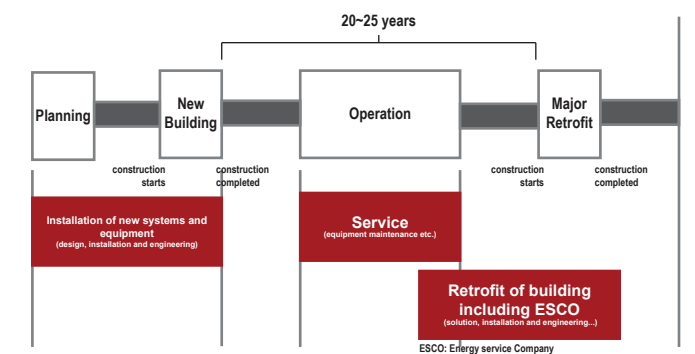 20~25 years
Planning
New
Building
Operation
Major
Retrofit
construction
starts
construction
completed
construction
starts
construction
completed
Installation of new systems and
equipment
(design, installation and engineering)
Service
(equipment maintenance etc.)
Retrofit of building
including ESCO
(solution, installation and engineering...)
ESCO: Energy service Company